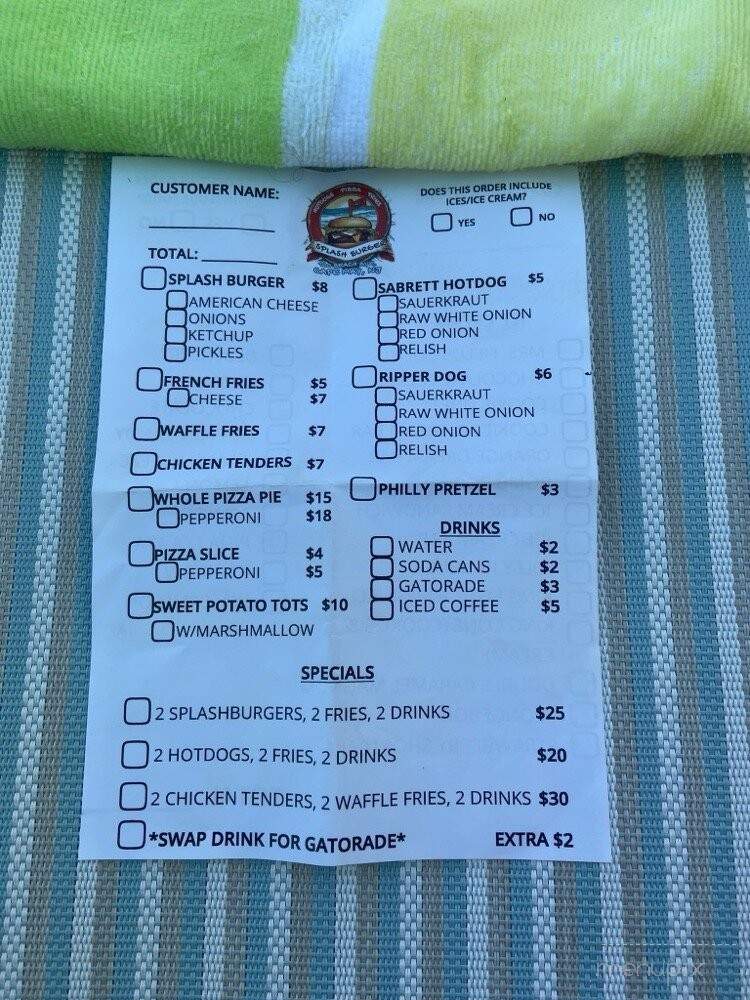 CUSTOMER NAME:
TOTAL:
SPLASH BURGER
CAPE MAY, NJ
DOES THIS ORDER INCLUDE
ICES/ICE CREAM?
YES NO
SPLASH BURGER $8
AMERICAN CHEESE
ONIONS
KETCHUP
PICKLES
FRENCH FRIES $5
CHEESE $7
WAFFLE FRIES $7
CHICKEN TENDERS $7
WHOLE PIZZA PIE $15
PEPPERONI $18
PIZZA SLICE $4
PEPPERONI $5
SWEET POTATO TOTS $10
W/MARSHMALLOW
SABRETT HOTDOG $5
SAUERKRAUT
RAW WHITE ONION
RED ONION
RELISH
RIPPER DOG $6
SAUERKRAUT
RAW WHITE ONION
RED ONION
RELISH
PHILLY PRETZEL $3
DRINKS
WATER $2
SODA CANS $2
GATORADE $3
ICED COFFEE $5
SPECIALS
2 SPLASHBURGERS, 2 FRIES, 2 DRINKS $25
2 HOTDOGS, 2 FRIES, 2 DRINKS $20
2 CHICKEN TENDERS, 2 WAFFLE FRIES, 2 DRINKS $30
*SWAP DRINK FOR GATORADE* EXTRA $2
menupix